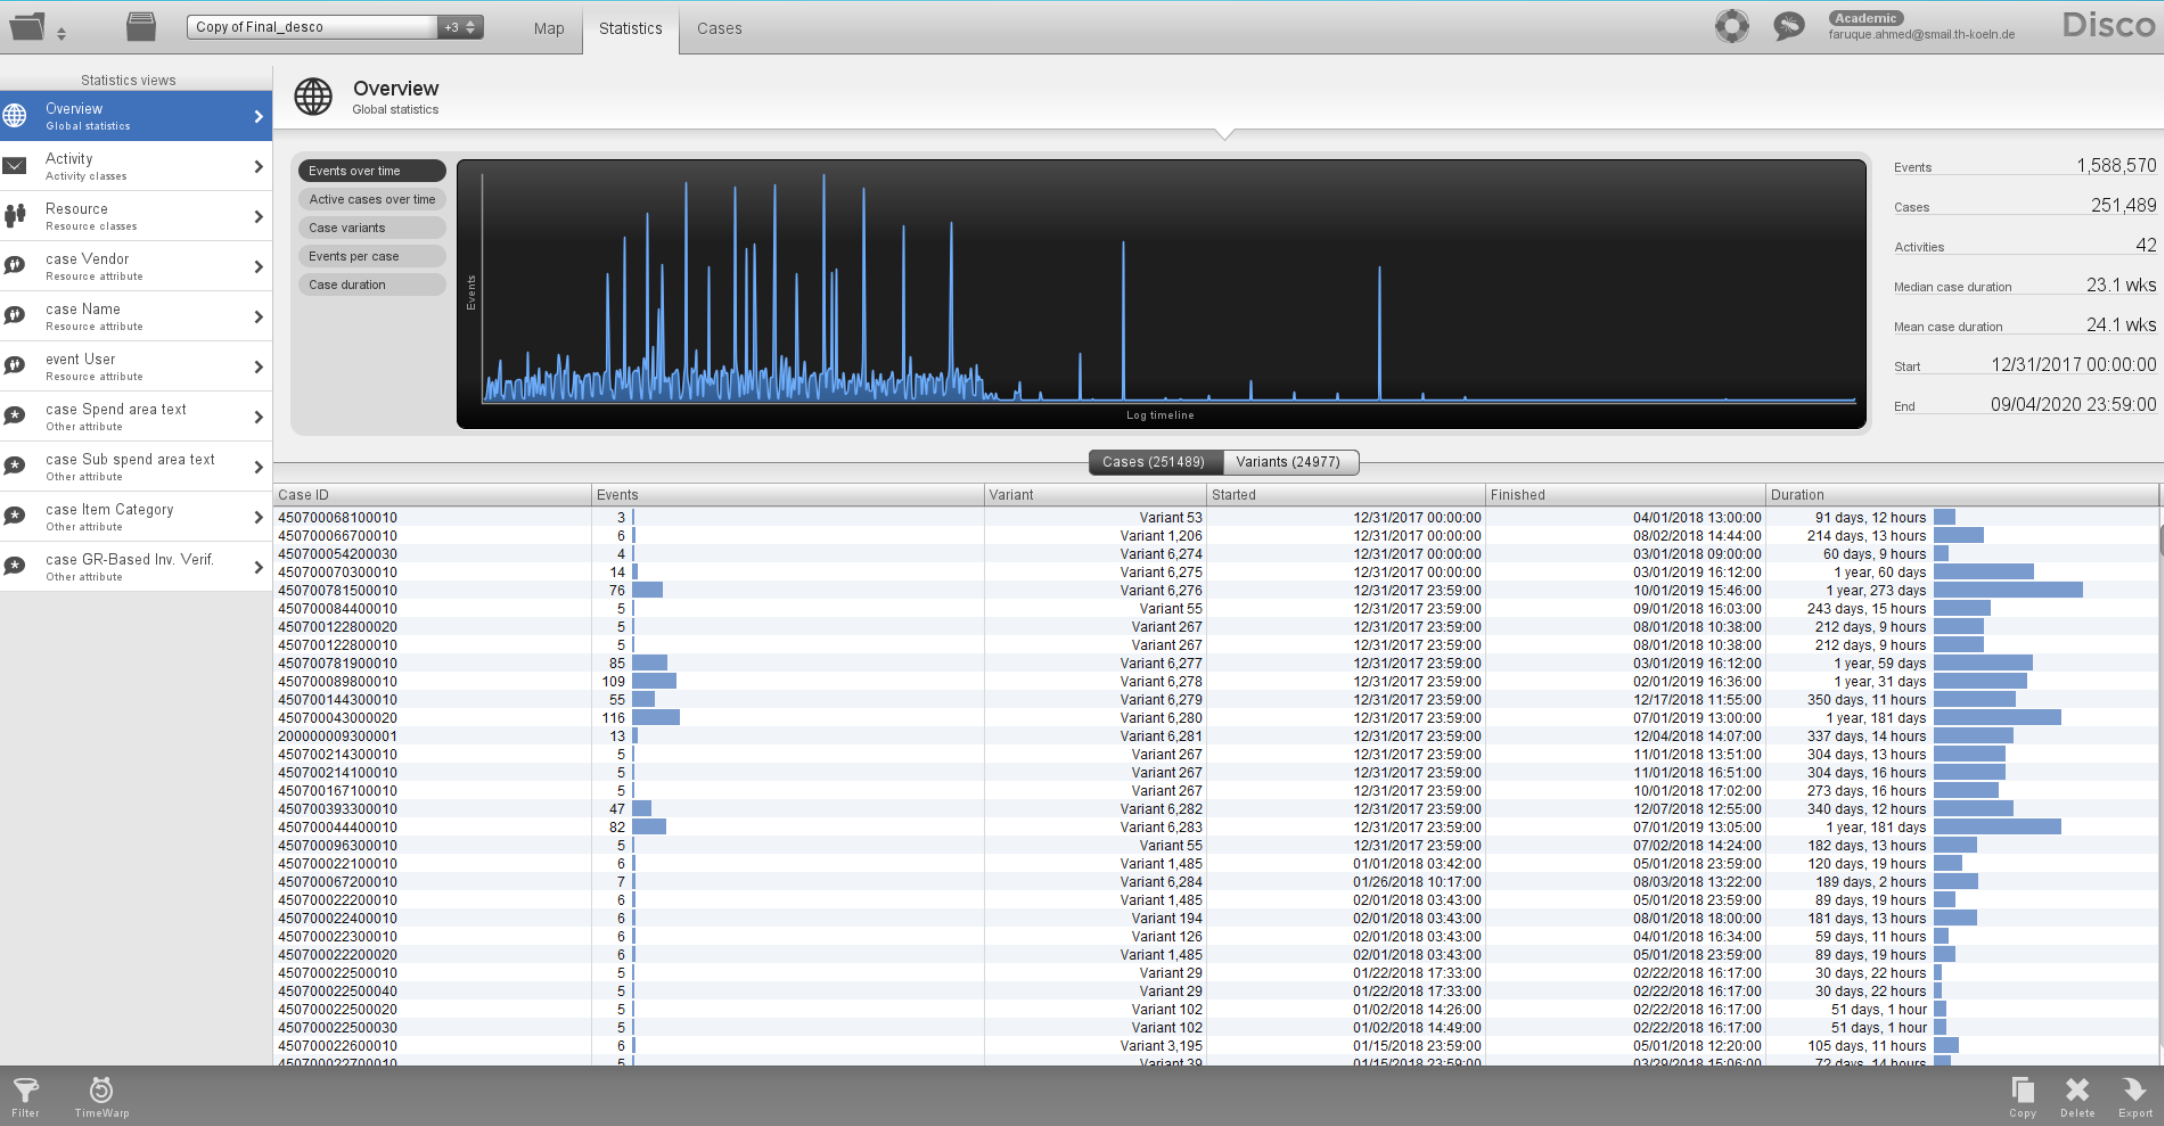 Copy of Final_desco +3 Map Statistics Cases Academic faruque.ahmed@smail.th-koeln.de Disco
Statistics views
Overview
Global statistics
Activity
Activity classes
Resource
Resource classes
case Vendor
Resource attribute
case Name
Resource attribute
event User
Resource attribute
case Spend area text
Other attribute
case Sub spend area text
Other attribute
case Item Category
Other attribute
case GR-Based Inv. Verif.
Other attribute
Overview
Global statistics
Events over time
Active cases over time
Case variants
Events per case
Case duration
Events
Log timeline
Events 1,588,570
Cases 251,489
Activities 42
Median case duration 23.1 wks
Mean case duration 24.1 wks
Start 12/31/2017 00:00:00
End 09/04/2020 23:59:00
Cases (251489) Variants (24977)
Case ID Events Variant Started Finished Duration
450700068100010 3 Variant 53 12/31/2017 00:00:00 04/01/2018 13:00:00 91 days, 12 hours
450700066700010 6 Variant 1,206 12/31/2017 00:00:00 08/02/2018 14:44:00 214 days, 13 hours
450700054200030 4 Variant 6,274 12/31/2017 00:00:00 03/01/2018 09:00:00 60 days, 9 hours
450700070300010 14 Variant 6,275 12/31/2017 00:00:00 03/01/2019 16:12:00 1 year, 60 days
450700781500010 76 Variant 6,276 12/31/2017 23:59:00 10/01/2019 15:46:00 1 year, 273 days
450700084400010 5 Variant 55 12/31/2017 23:59:00 09/01/2018 16:03:00 243 days, 15 hours
450700122800020 5 Variant 267 12/31/2017 23:59:00 08/01/2018 10:38:00 212 days, 9 hours
450700122800010 5 Variant 267 12/31/2017 23:59:00 08/01/2018 10:38:00 212 days, 9 hours
450700781900010 85 Variant 6,277 12/31/2017 23:59:00 03/01/2019 16:12:00 1 year, 59 days
450700089800010 109 Variant 6,278 12/31/2017 23:59:00 02/01/2019 16:36:00 1 year, 31 days
450700144300010 55 Variant 6,279 12/31/2017 23:59:00 12/17/2018 11:55:00 350 days, 11 hours
450700043000020 116 Variant 6,280 12/31/2017 23:59:00 07/01/2019 13:00:00 1 year, 181 days
200000009300001 13 Variant 6,281 12/31/2017 23:59:00 12/04/2018 14:07:00 337 days, 14 hours
450700214300010 5 Variant 267 12/31/2017 23:59:00 11/01/2018 13:51:00 304 days, 13 hours
450700214100010 5 Variant 267 12/31/2017 23:59:00 11/01/2018 16:51:00 304 days, 16 hours
450700167100010 5 Variant 267 12/31/2017 23:59:00 10/01/2018 17:02:00 273 days, 16 hours
450700393300010 47 Variant 6,282 12/31/2017 23:59:00 12/07/2018 12:55:00 340 days, 12 hours
450700044400010 82 Variant 6,283 12/31/2017 23:59:00 07/01/2019 13:05:00 1 year, 181 days
450700096300010 5 Variant 55 12/31/2017 23:59:00 07/02/2018 14:24:00 182 days, 13 hours
450700022100010 6 Variant 1,485 01/01/2018 03:42:00 05/01/2018 23:59:00 120 days, 19 hours
450700067200010 7 Variant 6,284 01/26/2018 10:17:00 08/03/2018 13:22:00 189 days, 2 hours
450700022200010 6 Variant 1,485 02/01/2018 03:43:00 05/01/2018 23:59:00 89 days, 19 hours
450700022400010 6 Variant 194 02/01/2018 03:43:00 08/01/2018 18:00:00 181 days, 13 hours
450700022300010 6 Variant 126 02/01/2018 03:43:00 04/01/2018 16:34:00 59 days, 11 hours
450700022200020 6 Variant 1,485 02/01/2018 03:43:00 05/01/2018 23:59:00 89 days, 19 hours
450700022500010 5 Variant 29 01/22/2018 17:33:00 02/22/2018 16:17:00 30 days, 22 hours
450700022500040 5 Variant 29 01/22/2018 17:33:00 02/22/2018 16:17:00 30 days, 22 hours
450700022500020 5 Variant 102 01/02/2018 14:26:00 02/22/2018 16:17:00 51 days, 1 hour
450700022500030 5 Variant 102 01/02/2018 14:49:00 02/22/2018 16:17:00 51 days, 1 hour
450700022600010 6 Variant 3,195 01/15/2018 23:59:00 05/01/2018 12:20:00 105 days, 11 hours
450700022700010 5 Variant 39 01/15/2018 23:59:00 03/29/2018 15:06:00 72 days, 14 hours
Filter TimeWarp Copy Delete Export